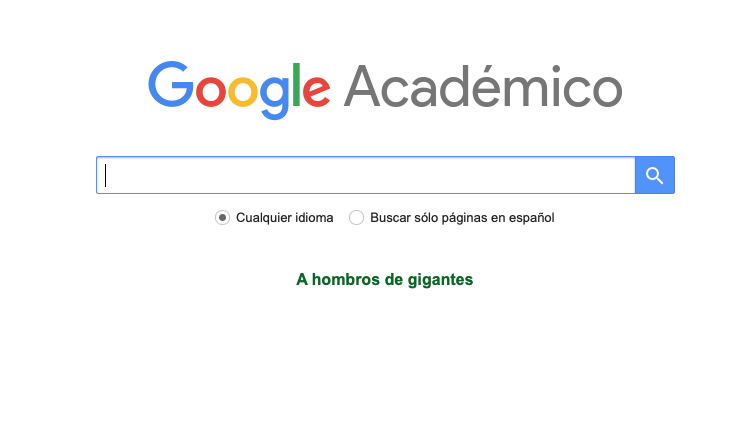 Google Académico
Cualquier idioma Buscar sólo páginas en español
A hombros de gigantes